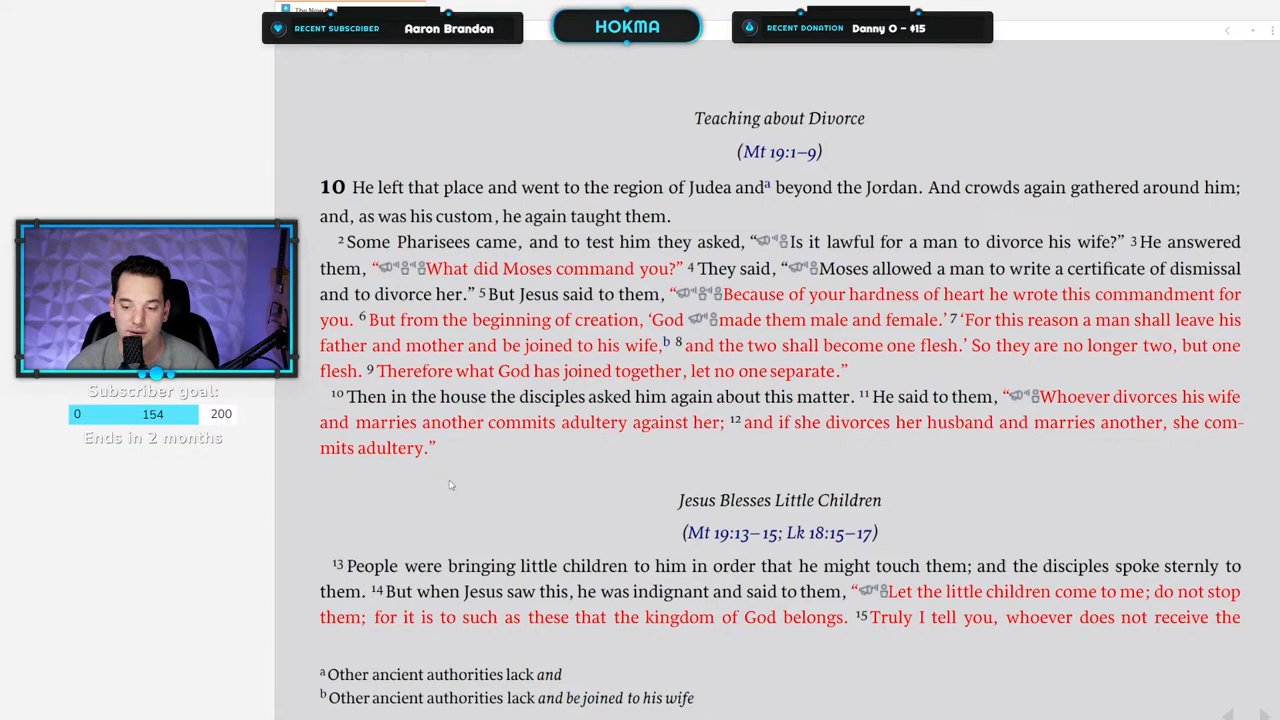 The New R
RECENT SUBSCRIBER Aaron Brandon
HOKMA
RECENT DONATION Danny O – $15
Teaching about Divorce
(Mt 19:1–9)
10 He left that place and went to the region of Judea andᵃ beyond the Jordan. And crowds again gathered around him;
and, as was his custom, he again taught them.
² Some Pharisees came, and to test him they asked, “Is it lawful for a man to divorce his wife?” ³ He answered
them, “What did Moses command you?” ⁴ They said, “Moses allowed a man to write a certificate of dismissal
and to divorce her.” ⁵ But Jesus said to them, “Because of your hardness of heart he wrote this commandment for
you. ⁶ But from the beginning of creation, ‘God made them male and female.’ ⁷ ‘For this reason a man shall leave his
father and mother and be joined to his wife,ᵇ ⁸ and the two shall become one flesh.’ So they are no longer two, but one
flesh. ⁹ Therefore what God has joined together, let no one separate.”
¹⁰ Then in the house the disciples asked him again about this matter. ¹¹ He said to them, “Whoever divorces his wife
and marries another commits adultery against her; ¹² and if she divorces her husband and marries another, she com-
mits adultery.”
Jesus Blesses Little Children
(Mt 19:13–15; Lk 18:15–17)
¹³ People were bringing little children to him in order that he might touch them; and the disciples spoke sternly to
them. ¹⁴ But when Jesus saw this, he was indignant and said to them, “Let the little children come to me; do not stop
them; for it is to such as these that the kingdom of God belongs. ¹⁵ Truly I tell you, whoever does not receive the
ᵃ Other ancient authorities lack and
ᵇ Other ancient authorities lack and be joined to his wife
Subscriber goal:
0 154 200
Ends in 2 months